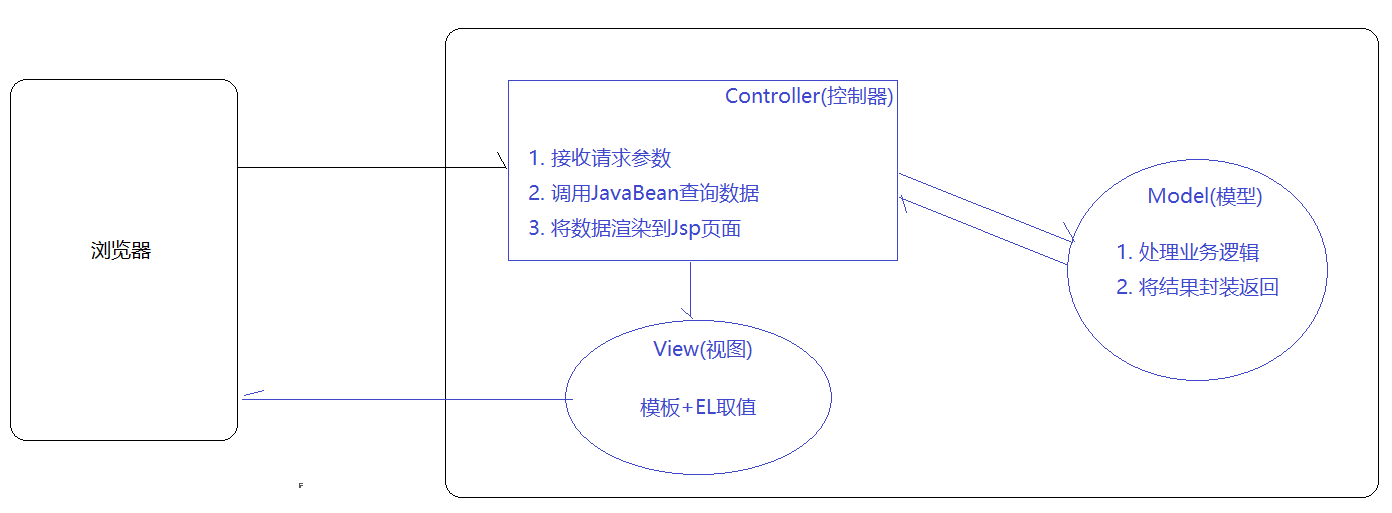 Controller(控制器)
1. 接收请求参数
2. 调用JavaBean查询数据
3. 将数据渲染到Jsp页面
浏览器
Model(模型)
1. 处理业务逻辑
2. 将结果封装返回
View(视图)
模板+EL取值